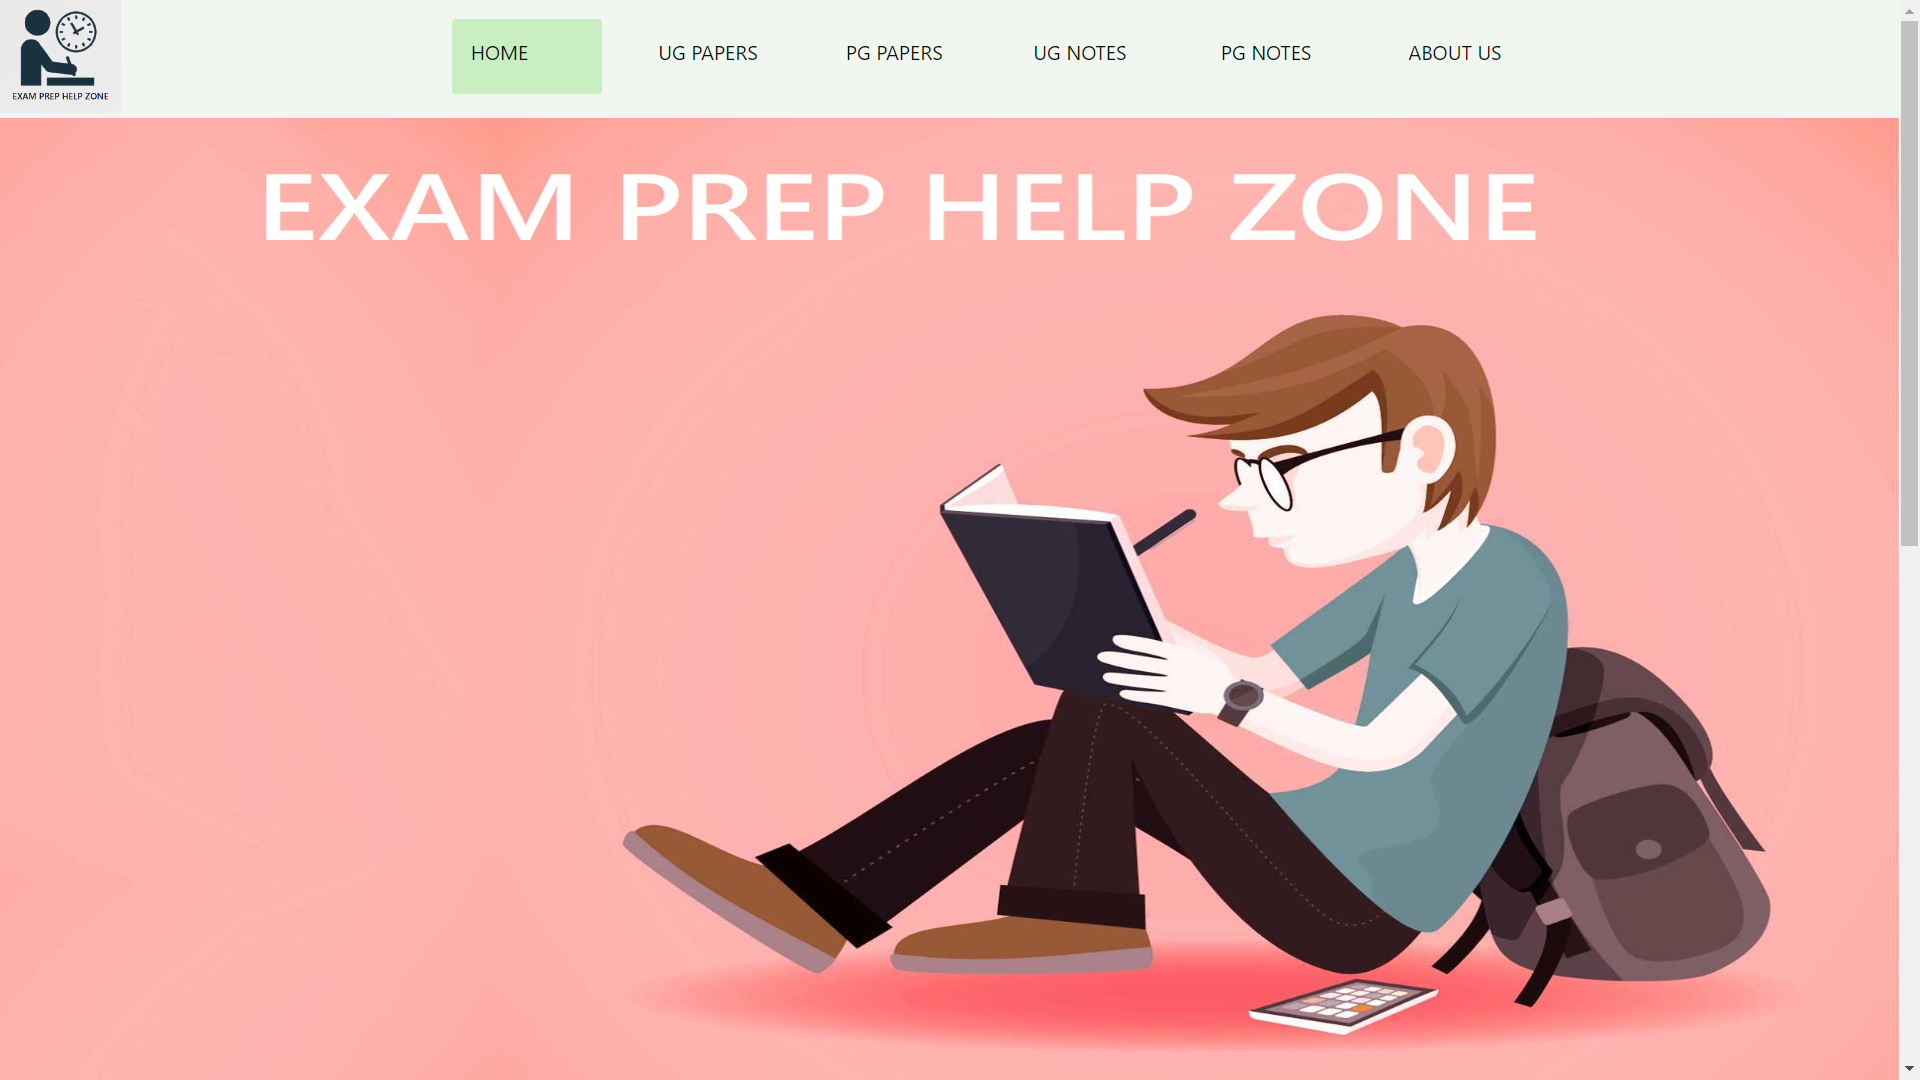 EXAM PREP HELP ZONE
HOME
UG PAPERS
PG PAPERS
UG NOTES
PG NOTES
ABOUT US
EXAM PREP HELP ZONE